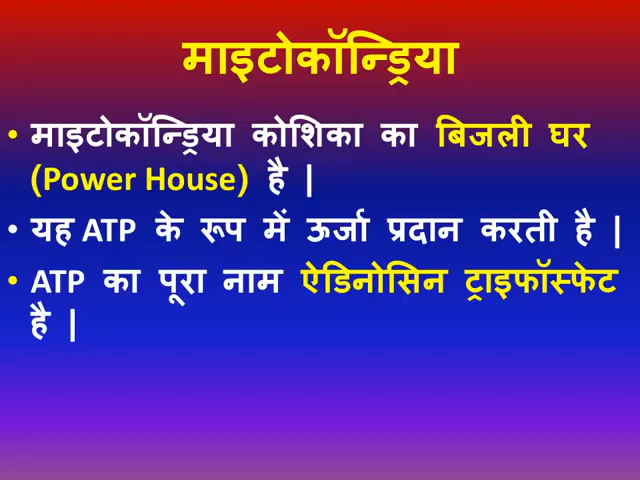 माइटोकॉन्ड्रिया
• माइटोकॉन्ड्रिया कोशिका का बिजली घर
(Power House) है |
• यह ATP के रूप में ऊर्जा प्रदान करती है |
• ATP का पूरा नाम ऐडिनोसिन ट्राइफॉस्फेट
है |